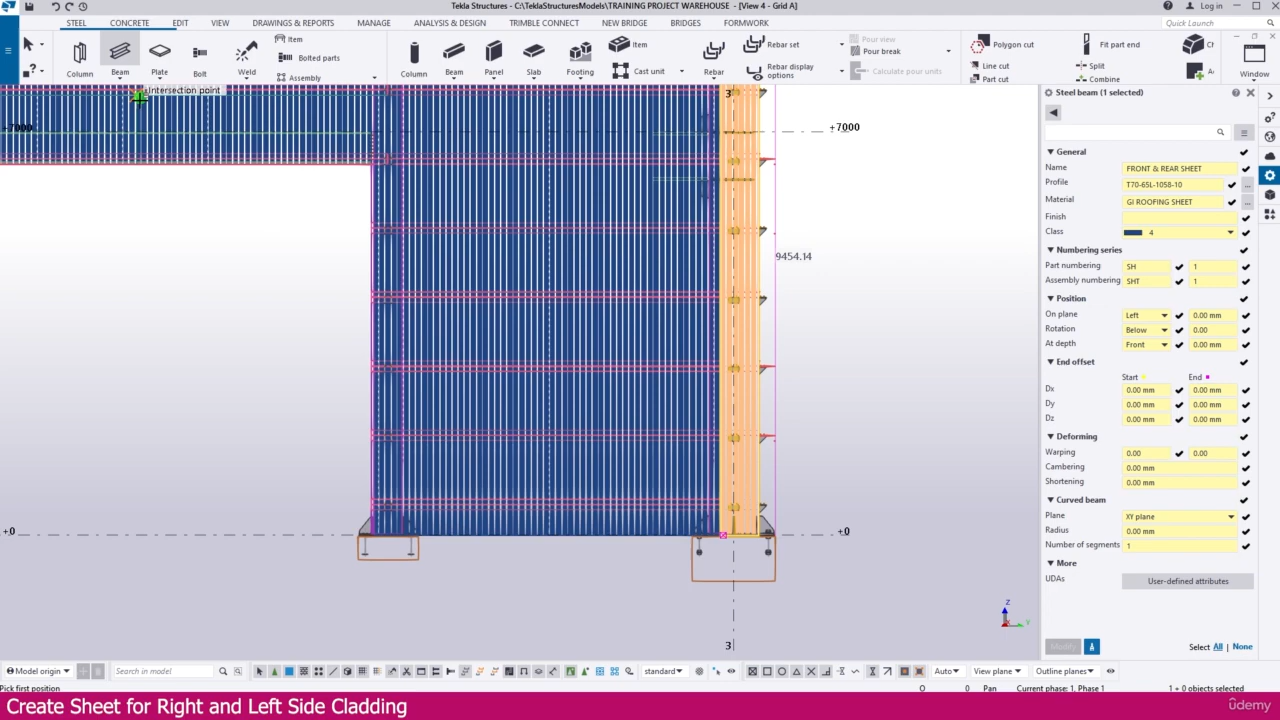 Tekla Structures - C:\TeklaStructuresModels\TRAINING PROJECT WAREHOUSE - [View 4 - Grid A]
Log in
STEEL CONCRETE EDIT VIEW DRAWINGS & REPORTS MANAGE ANALYSIS & DESIGN TRIMBLE CONNECT NEW BRIDGE BRIDGES FORMWORK
Quick Launch
Column Beam Plate Bolt Weld
Item
Bolted parts
Assembly
Column Beam Panel Slab Footing
Item
Cast unit
Rebar
Rebar set
Rebar display options
Pour view
Pour break
Calculate pour units
Polygon cut
Line cut
Part cut
Fit part end
Split
Combine
Window
Intersection point
3
+7000
+7000
9454.14
+0
+0
3
Z
Y
Steel beam (1 selected)
General
Name FRONT & REAR SHEET
Profile T70-65L-1058-10
Material GI ROOFING SHEET
Finish
Class 4
Numbering series
Part numbering SH 1
Assembly numbering SHT 1
Position
On plane Left 0.00 mm
Rotation Below 0.00
At depth Front 0.00 mm
End offset
Start End
Dx 0.00 mm 0.00 mm
Dy 0.00 mm 0.00 mm
Dz 0.00 mm 0.00 mm
Deforming
Warping 0.00 0.00
Cambering 0.00 mm
Shortening 0.00 mm
Curved beam
Plane XY plane
Radius 0.00 mm
Number of segments 1
More
UDAs User-defined attributes
Modify Select All | None
Model origin Search in model standard Auto View plane Outline planes
Pick first position O 0 Pan Current phase: 1, Phase 1 1 + 0 objects selected
Create Sheet for Right and Left Side Cladding
udemy